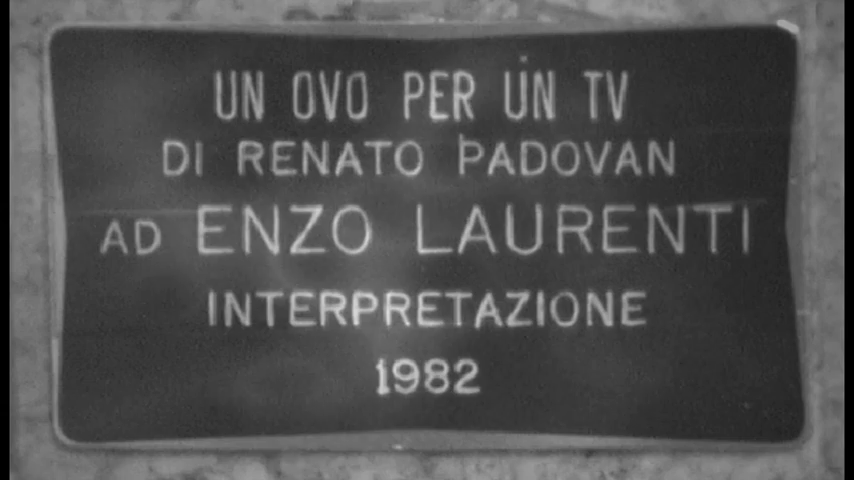 UN OVO PER UN TV
DI RENATO PADOVAN
AD ENZO LAURENTI
INTERPRETAZIONE
1982